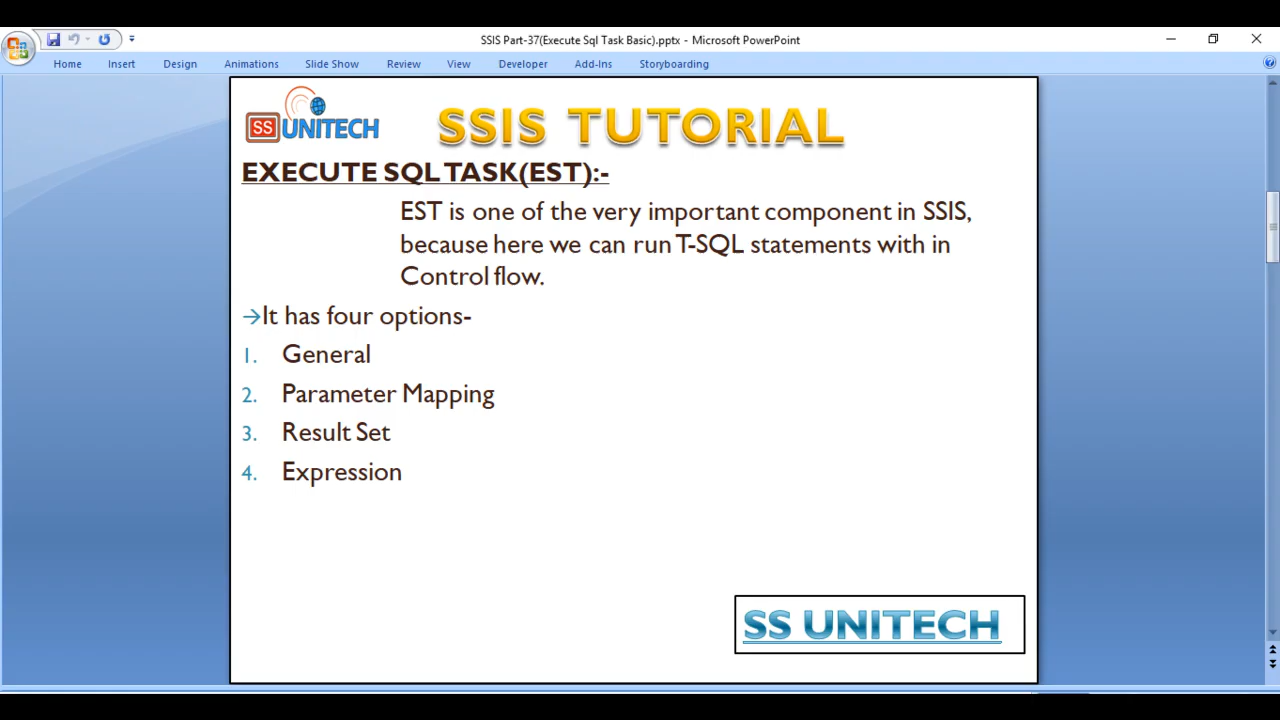 SSIS Part-37(Execute Sql Task Basic).pptx - Microsoft PowerPoint
Home Insert Design Animations Slide Show Review View Developer Add-Ins Storyboarding
SS UNITECH
SSIS TUTORIAL
EXECUTE SQL TASK(EST):-
EST is one of the very important component in SSIS,
because here we can run T-SQL statements with in
Control flow.
→It has four options-
1. General
2. Parameter Mapping
3. Result Set
4. Expression
SS UNITECH